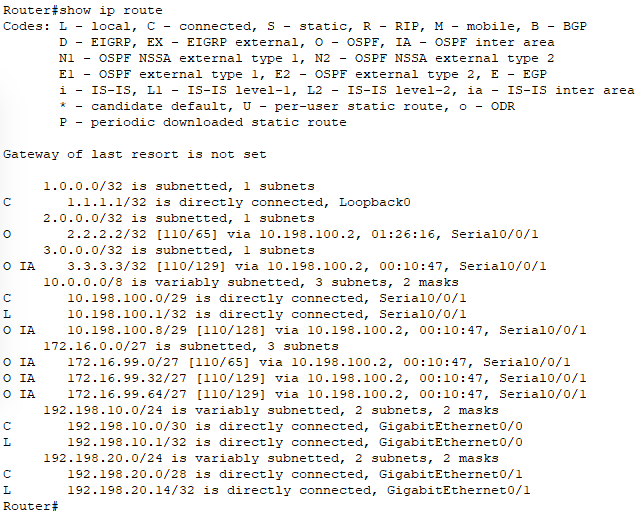 Router#show ip route
Codes: L - local, C - connected, S - static, R - RIP, M - mobile, B - BGP
       D - EIGRP, EX - EIGRP external, O - OSPF, IA - OSPF inter area
       N1 - OSPF NSSA external type 1, N2 - OSPF NSSA external type 2
       E1 - OSPF external type 1, E2 - OSPF external type 2, E - EGP
       i - IS-IS, L1 - IS-IS level-1, L2 - IS-IS level-2, ia - IS-IS inter area
       * - candidate default, U - per-user static route, o - ODR
       P - periodic downloaded static route

Gateway of last resort is not set

     1.0.0.0/32 is subnetted, 1 subnets
C       1.1.1.1/32 is directly connected, Loopback0
     2.0.0.0/32 is subnetted, 1 subnets
O       2.2.2.2/32 [110/65] via 10.198.100.2, 01:26:16, Serial0/0/1
     3.0.0.0/32 is subnetted, 1 subnets
O IA    3.3.3.3/32 [110/129] via 10.198.100.2, 00:10:47, Serial0/0/1
     10.0.0.0/8 is variably subnetted, 3 subnets, 2 masks
C       10.198.100.0/29 is directly connected, Serial0/0/1
L       10.198.100.1/32 is directly connected, Serial0/0/1
O IA    10.198.100.8/29 [110/128] via 10.198.100.2, 00:10:47, Serial0/0/1
     172.16.0.0/27 is subnetted, 3 subnets
O IA    172.16.99.0/27 [110/65] via 10.198.100.2, 00:10:47, Serial0/0/1
O IA    172.16.99.32/27 [110/129] via 10.198.100.2, 00:10:47, Serial0/0/1
O IA    172.16.99.64/27 [110/129] via 10.198.100.2, 00:10:47, Serial0/0/1
     192.198.10.0/24 is variably subnetted, 2 subnets, 2 masks
C       192.198.10.0/30 is directly connected, GigabitEthernet0/0
L       192.198.10.1/32 is directly connected, GigabitEthernet0/0
     192.198.20.0/24 is variably subnetted, 2 subnets, 2 masks
C       192.198.20.0/28 is directly connected, GigabitEthernet0/1
L       192.198.20.14/32 is directly connected, GigabitEthernet0/1
Router#